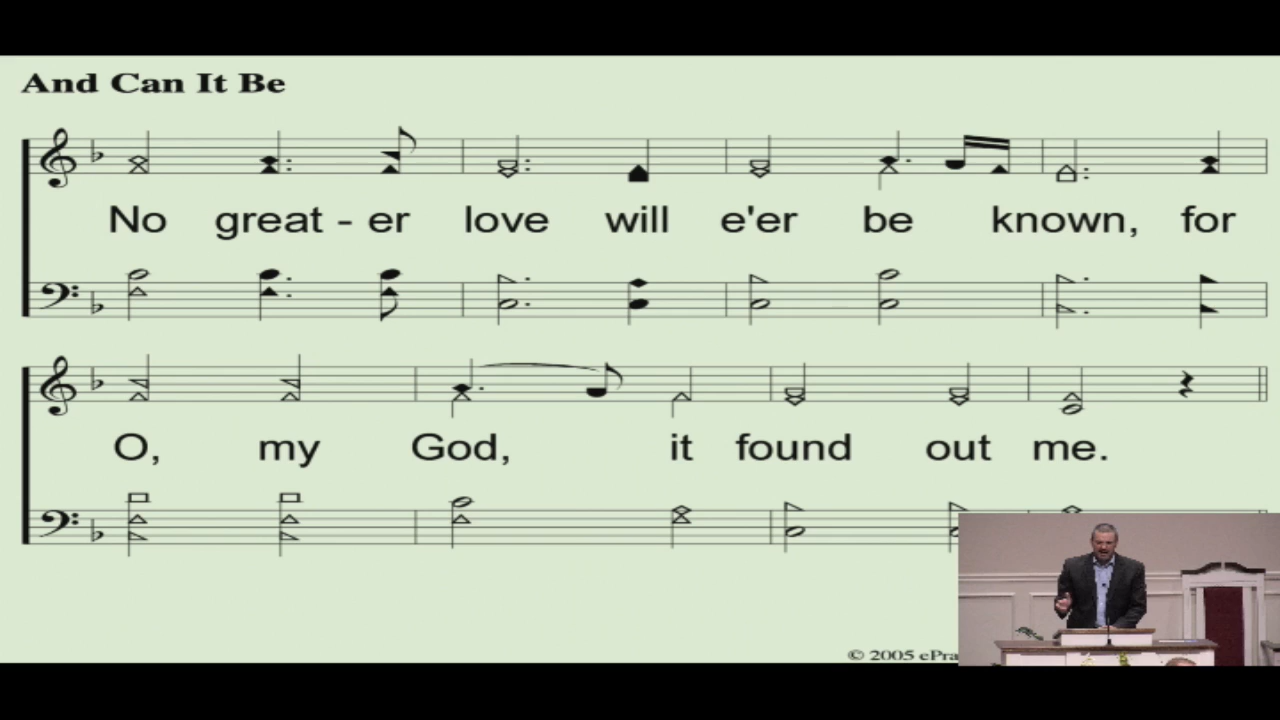 And Can It Be
No great - er love will e'er be known, for
O, my God, it found out me.
© 2005 ePra